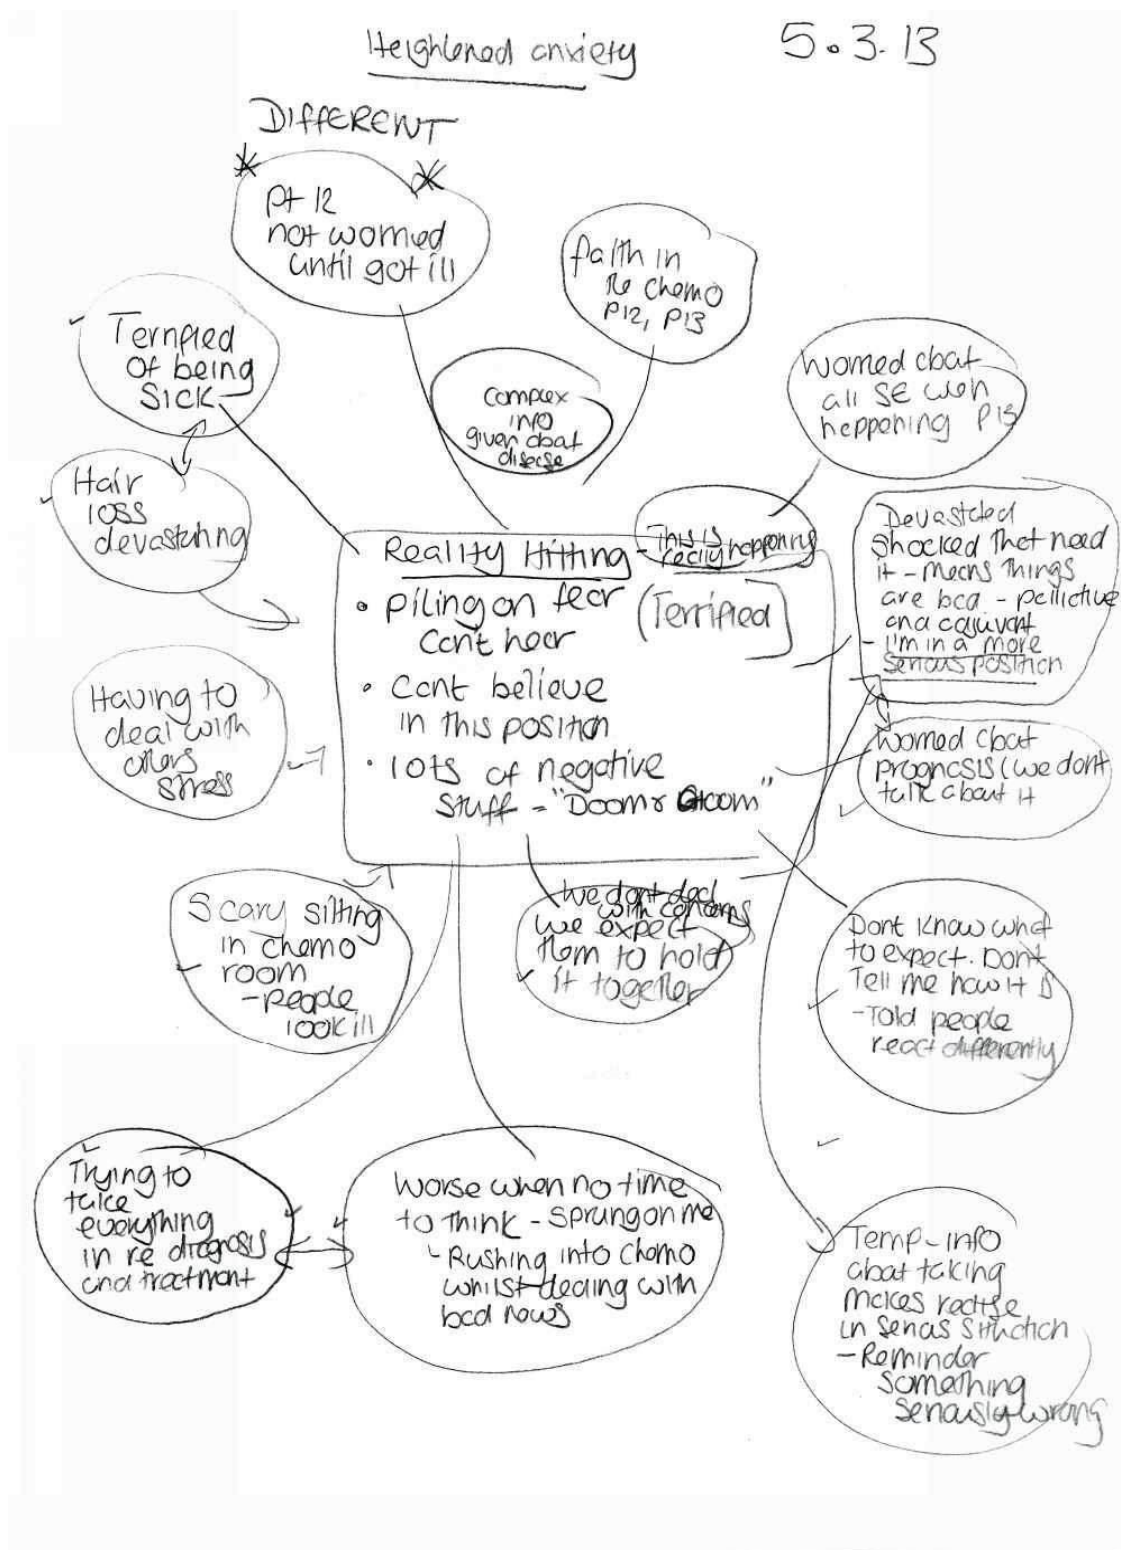 Heightened anxiety
5.3.13
DIFFERENT
Pt 12
not worried
until got ill
faith in
the chemo
P12, P13
Terrified
Of being
SICK
complex
info
given about
disease
Worried about
all SE when
happening P13
Hair
loss
devastating
Reality Hitting - This is
really happening
• piling on fear (Terrified)
Can't hear
• Cant believe
in this position
• lots of negative
Stuff - "Doom & Gloom"
Devastated
Shocked that need
it - means things
are bad - palliative
and adjuvant
- I'm in a more
Serious position
Having to
deal with
others
stress
Worried about
prognosis (we dont
talk about it
Scary sitting
in chemo
room
- people
look ill
We dont deal
with concerns
we expect
them to hold
it together
Dont know what
to expect. Dont
Tell me how it is
- Told people
react differently
Trying to
take
everything
in re diagnosis
and treatment
Worse when no time
to think - sprung on me
Rushing into chemo
whilst dealing with
bad news
Temp - info
about taking
makes realise
in serious situation
- Reminder
something
seriously wrong